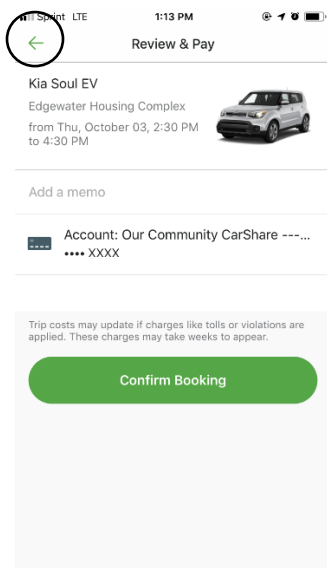 Sprint LTE 1:13 PM
Review & Pay
Kia Soul EV
Edgewater Housing Complex
from Thu, October 03, 2:30 PM
to 4:30 PM
Add a memo
Account: Our Community CarShare ---...
•••• XXXX
Trip costs may update if charges like tolls or violations are
applied. These charges may take weeks to appear.
Confirm Booking